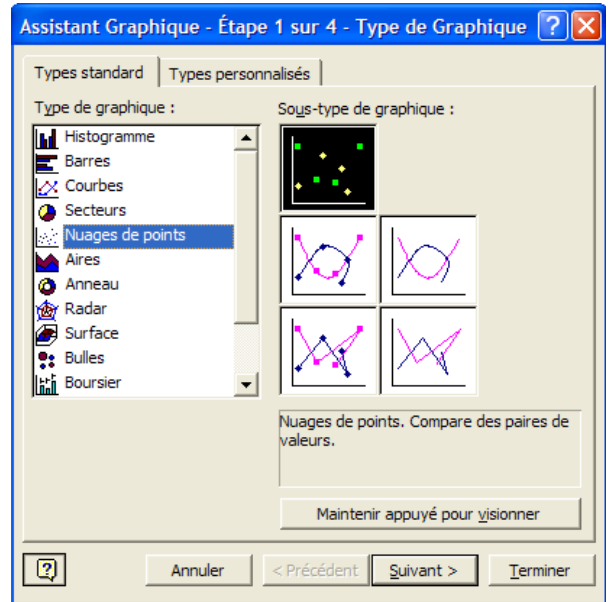 Assistant Graphique - Étape 1 sur 4 - Type de Graphique
Types standard
Types personnalisés
Type de graphique :
Histogramme
Barres
Courbes
Secteurs
Nuages de points
Aires
Anneau
Radar
Surface
Bulles
Boursier
Sous-type de graphique :
Nuages de points. Compare des paires de
valeurs.
Maintenir appuyé pour visionner
Annuler
< Précédent
Suivant >
Terminer